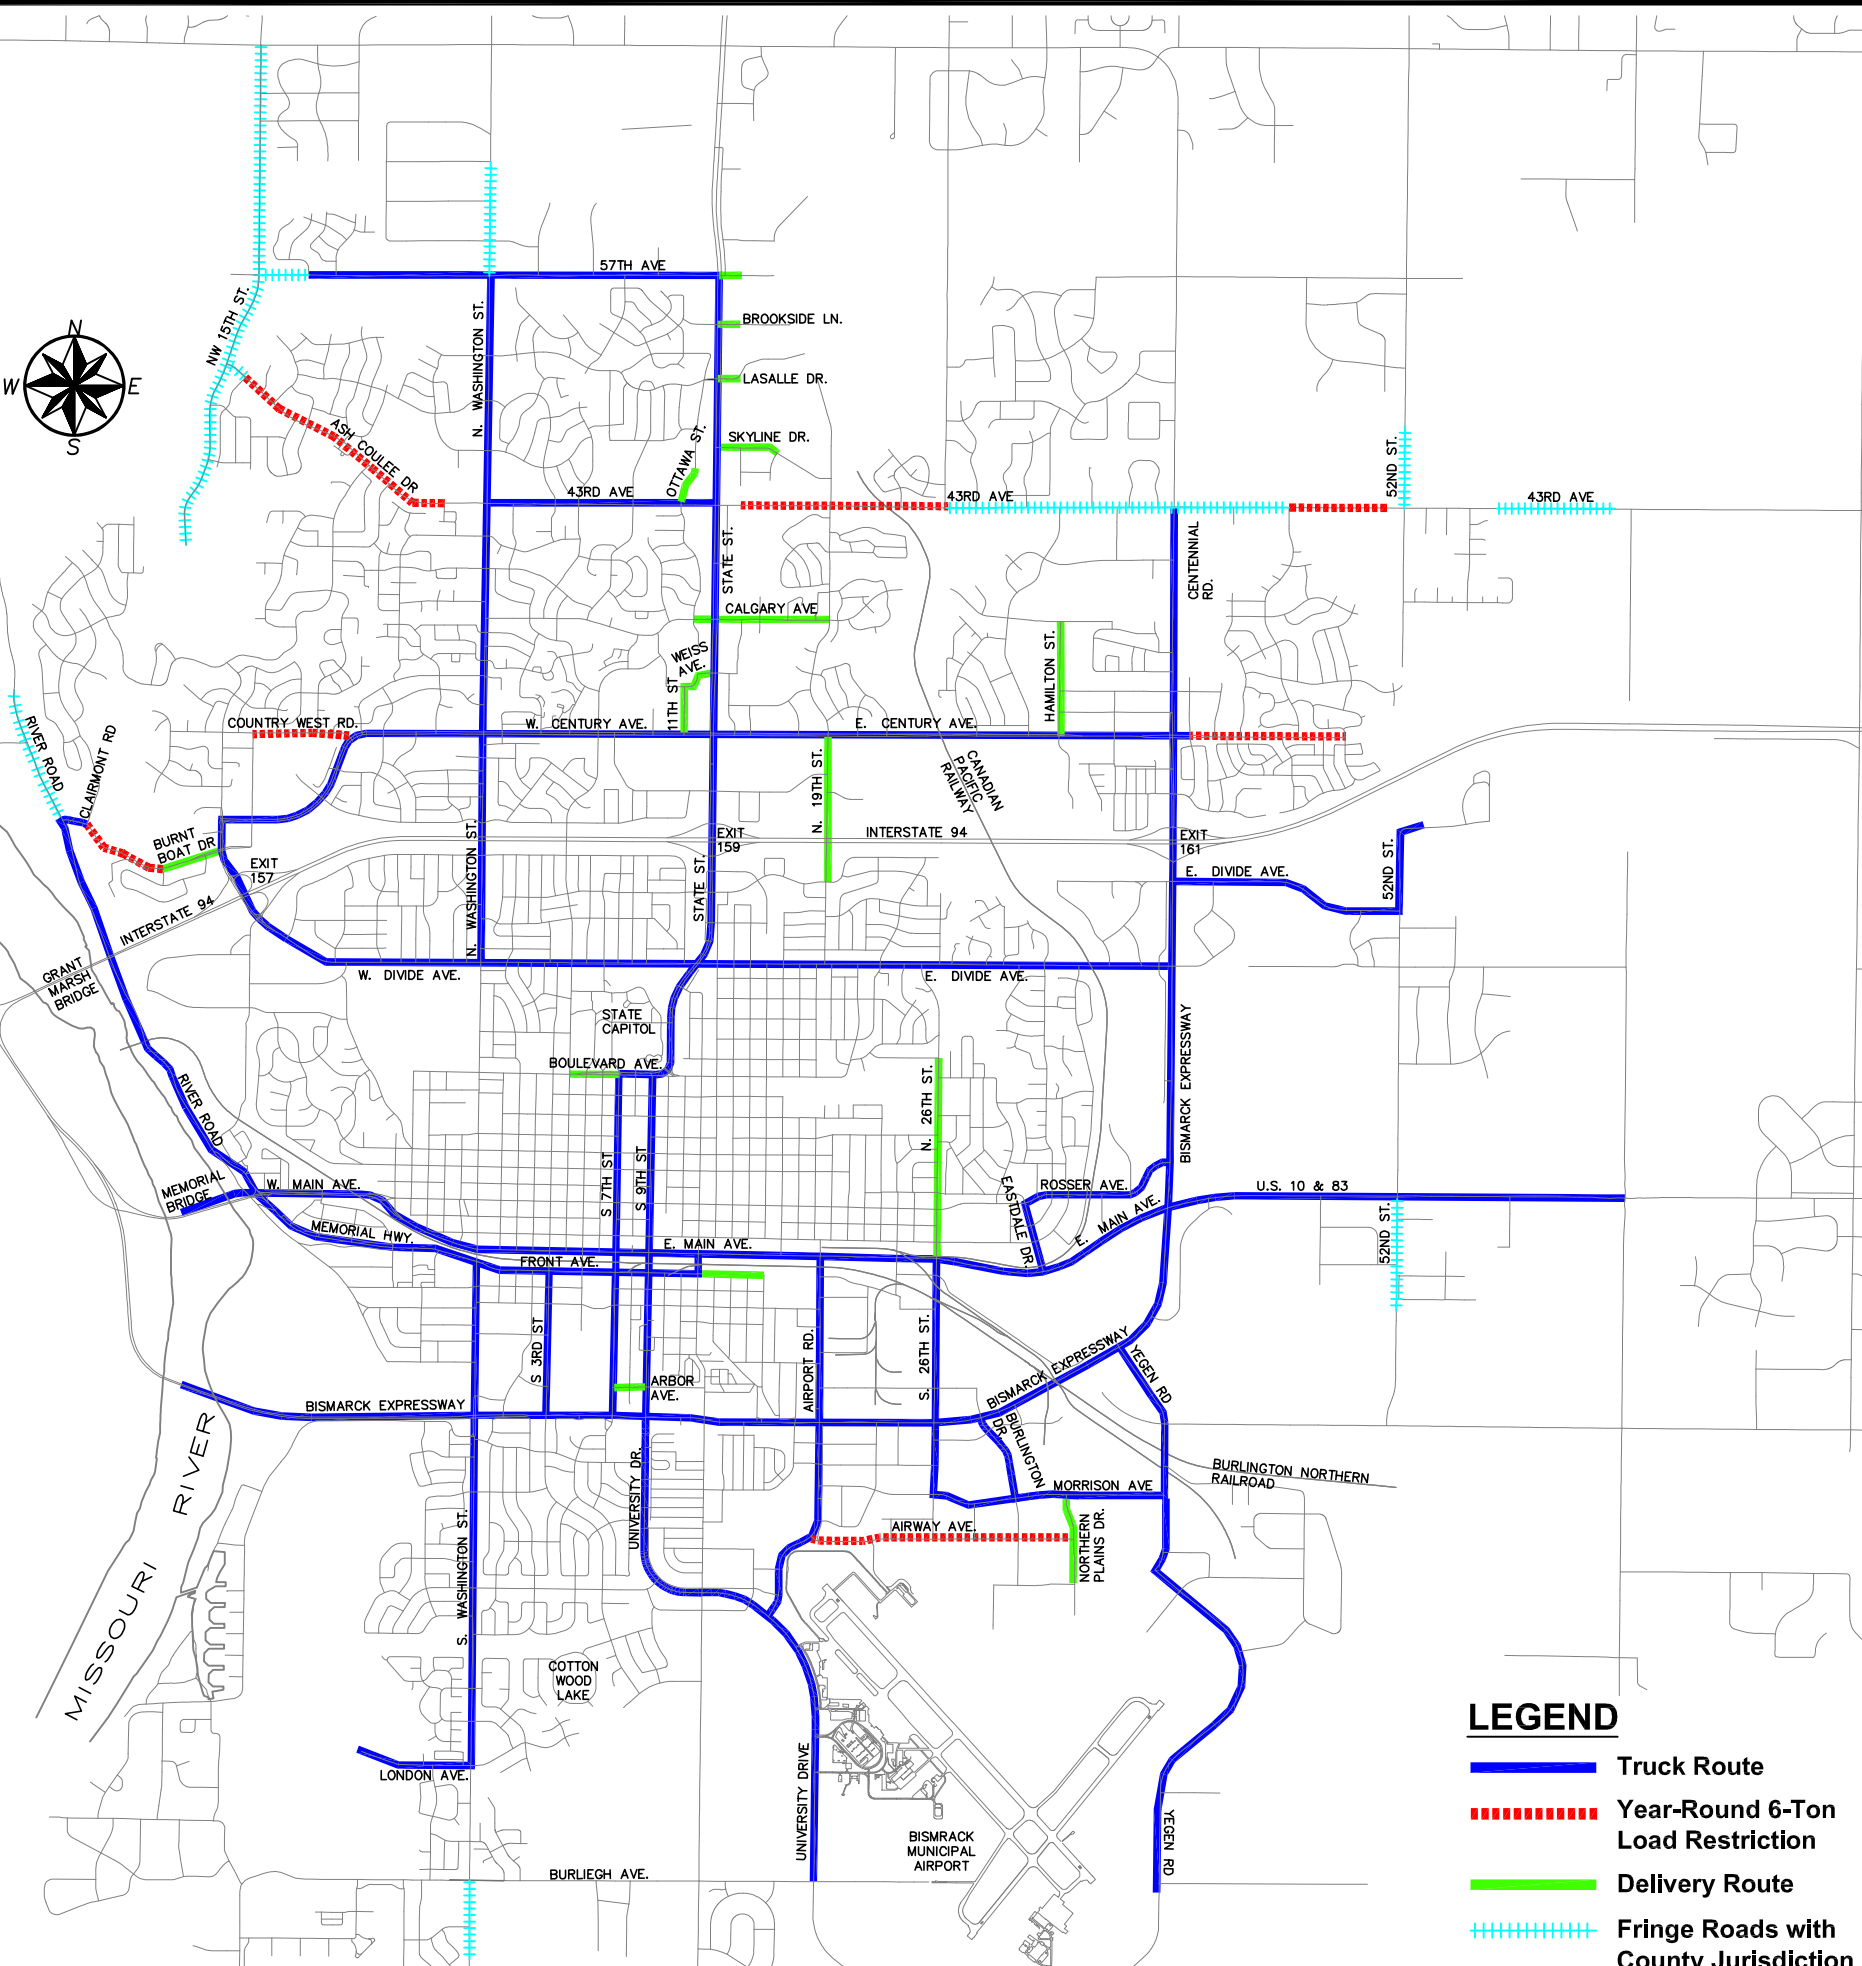 57TH AVE
NW 15TH ST.
N. WASHINGTON ST.
BROOKSIDE LN.
LASALLE DR.
SKYLINE DR.
OTTAWA ST.
ASH COULEE DR
43RD AVE
43RD AVE
52ND ST.
43RD AVE
N
W
E
S
STATE ST.
CENTENNIAL
RD.
CALGARY AVE
WEISS
AVE.
11TH ST
HAMILTON ST.
COUNTRY WEST RD.
W. CENTURY AVE.
E. CENTURY AVE.
RIVER ROAD
CLAIRMONT RD
N. 19TH ST.
CANADIAN
PACIFIC
RAILWAY
BURNT
BOAT DR
EXIT
157
N. WASHINGTON ST.
EXIT
159
INTERSTATE 94
EXIT
161
STATE ST.
E. DIVIDE AVE.
52ND ST.
INTERSTATE 94
GRANT
MARSH
BRIDGE
W. DIVIDE AVE.
E. DIVIDE AVE.
STATE
CAPITOL
BOULEVARD AVE.
BISMARCK EXPRESSWAY
RIVER ROAD
N. 26TH ST.
S 7TH ST
S 9TH ST
MEMORIAL
BRIDGE
W. MAIN AVE.
EASTDALE DR.
ROSSER AVE.
E. MAIN AVE.
U.S. 10 & 83
52ND ST.
MEMORIAL HWY.
E. MAIN AVE.
FRONT AVE.
S 3RD ST
AIRPORT RD.
S. 26TH ST.
ARBOR
AVE.
BISMARCK EXPRESSWAY
BISMARCK EXPRESSWAY
YEGEN RD
BURLINGTON
DR.
MISSOURI RIVER
UNIVERSITY DR.
MORRISON AVE
BURLINGTON NORTHERN
RAILROAD
AIRWAY AVE.
NORTHERN
PLAINS DR.
S. WASHINGTON ST.
COTTON
WOOD
LAKE
LONDON AVE.
UNIVERSITY DRIVE
BISMRACK
MUNICIPAL
AIRPORT
YEGEN RD
BURLIEGH AVE.
LEGEND
Truck Route
Year-Round 6-Ton
Load Restriction
Delivery Route
Fringe Roads with
County Jurisdiction